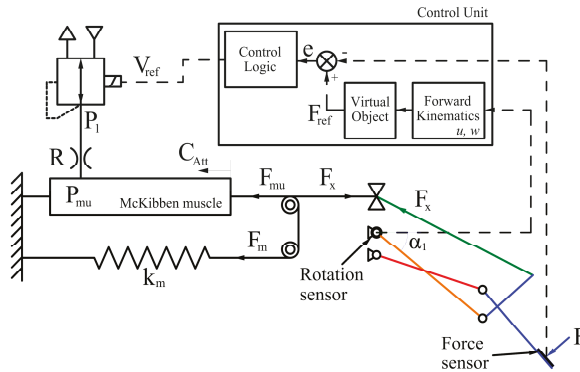 Control Unit
Control Logic
e
-
+
V_ref
F_ref
Virtual Object
Forward Kinematics
u, w
P_1
R
C_Att
P_mu
McKibben muscle
F_mu
F_x
F_x
F_m
k_m
α_1
Rotation sensor
Force sensor
F